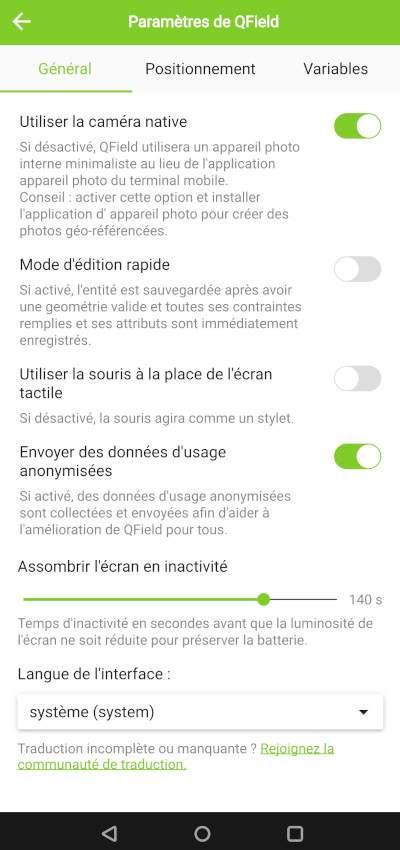 Paramètres de QField
Général
Positionnement
Variables
Utiliser la caméra native
Si désactivé, QField utilisera un appareil photo
interne minimaliste au lieu de l'application
appareil photo du terminal mobile.
Conseil : activer cette option et installer
l'application d' appareil photo pour créer des
photos géo-référencées.
Mode d'édition rapide
Si activé, l'entité est sauvegardée après avoir
une geométrie valide et toutes ses contraintes
remplies et ses attributs sont immédiatement
enregistrés.
Utiliser la souris à la place de l'écran
tactile
Si désactivé, la souris agira comme un stylet.
Envoyer des données d'usage
anonymisées
Si activé, des données d'usage anonymisées
sont collectées et envoyées afin d'aider à
l'amélioration de QField pour tous.
Assombrir l'écran en inactivité
140 s
Temps d'inactivité en secondes avant que la luminosité de
l'écran ne soit réduite pour préserver la batterie.
Langue de l'interface :
système (system)
Traduction incomplète ou manquante ? Rejoignez la
communauté de traduction.